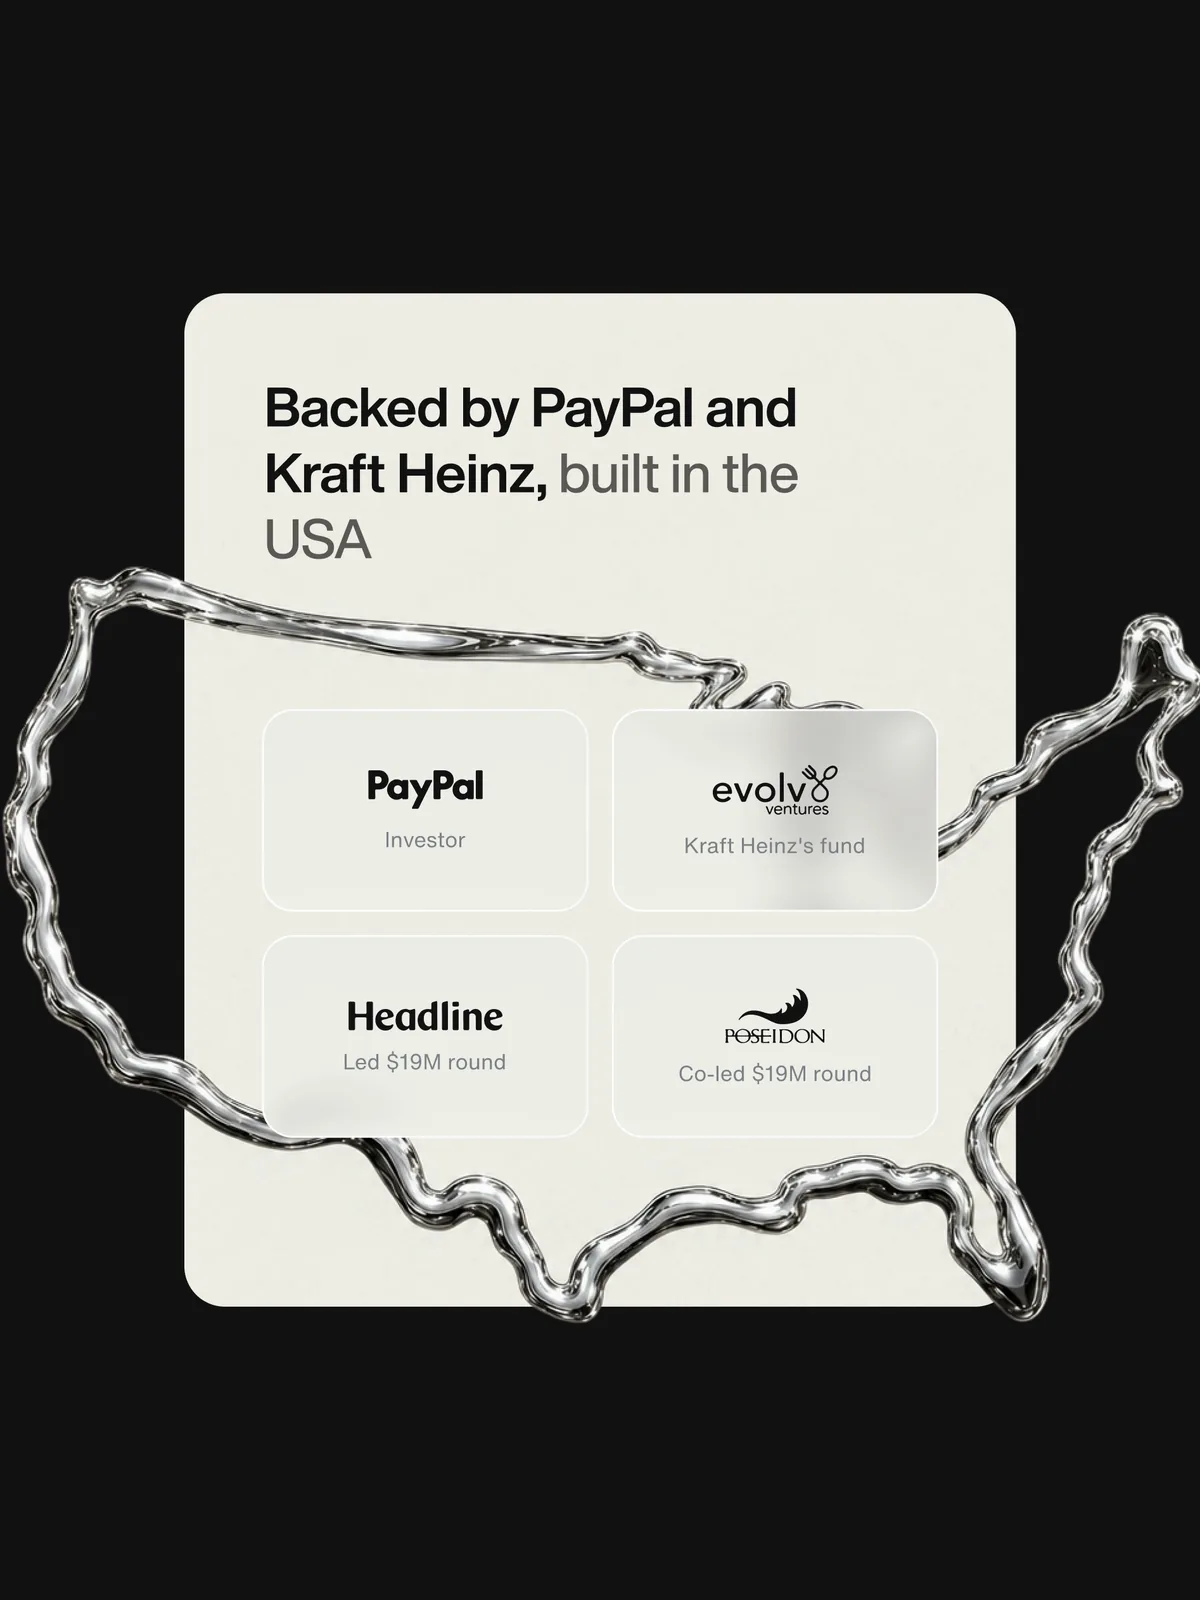 Backed by PayPal and
Kraft Heinz, built in the
USA
PayPal
Investor
evolv
ventures
Kraft Heinz's fund
Headline
Led $19M round
POSEIDON
Co-led $19M round